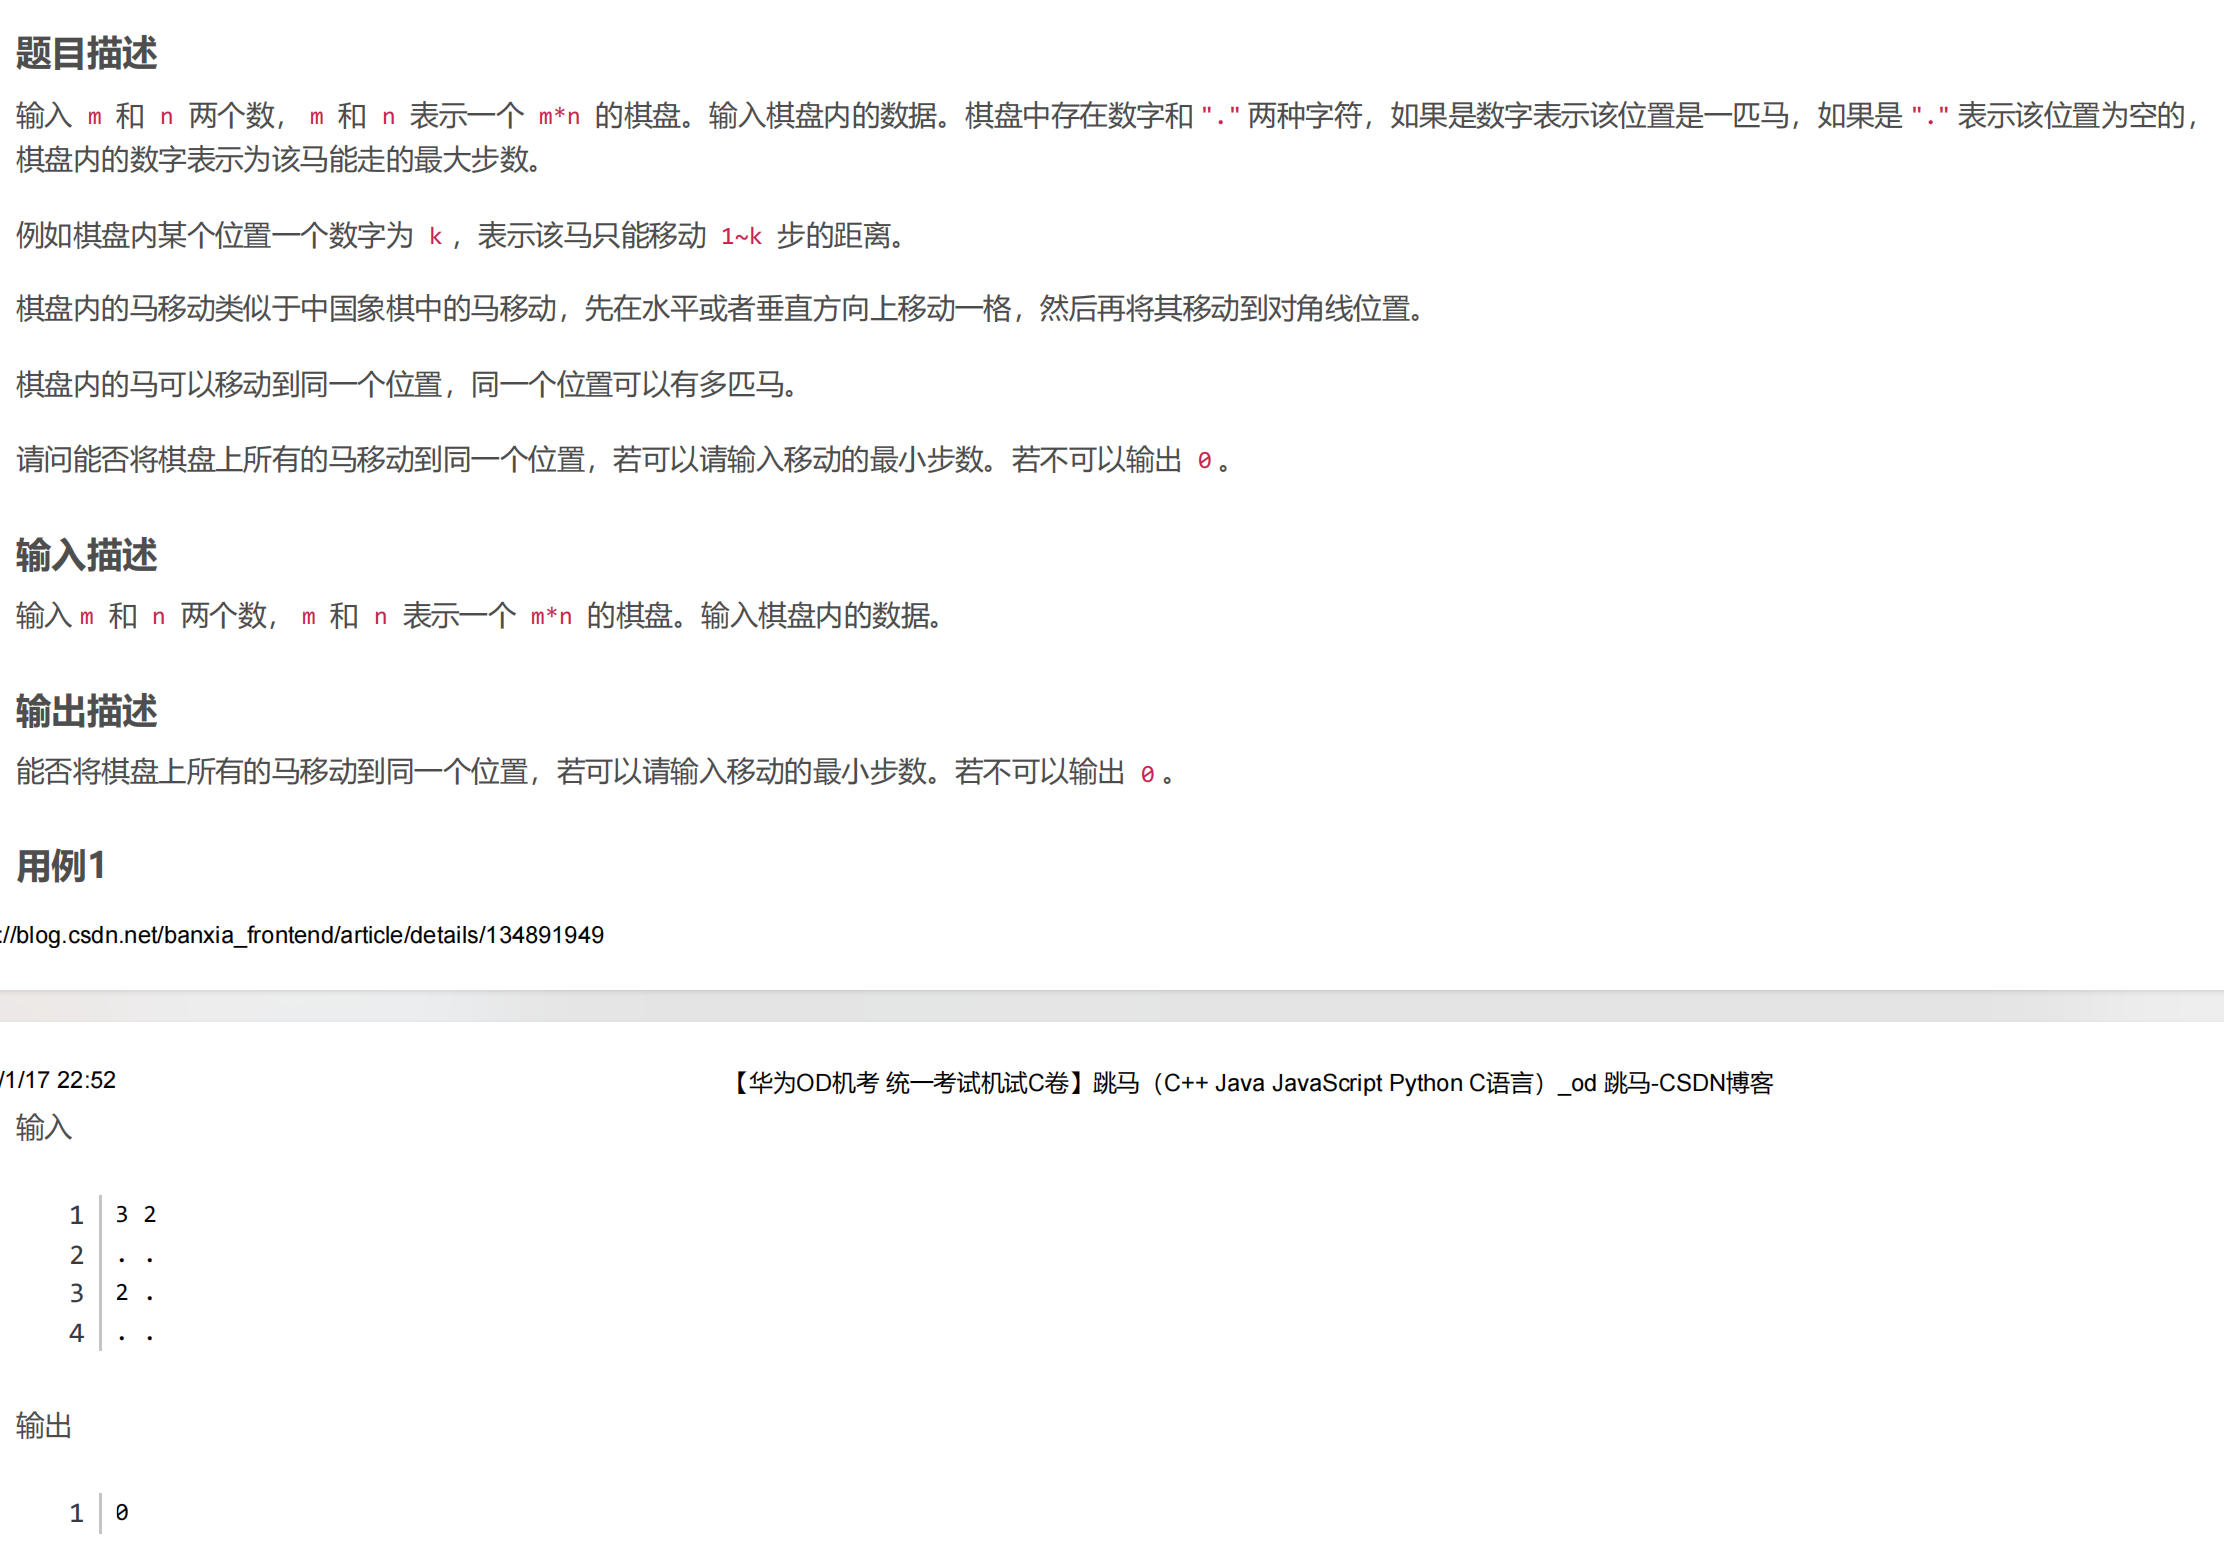 题目描述
输入 m 和 n 两个数， m 和 n 表示一个 m*n 的棋盘。输入棋盘内的数据。棋盘中存在数字和"."两种字符，如果是数字表示该位置是一匹马，如果是"."表示该位置为空的，
棋盘内的数字表示为该马能走的最大步数。
例如棋盘内某个位置一个数字为 k ，表示该马只能移动 1~k 步的距离。
棋盘内的马移动类似于中国象棋中的马移动，先在水平或者垂直方向上移动一格，然后再将其移动到对角线位置。
棋盘内的马可以移动到同一个位置，同一个位置可以有多匹马。
请问能否将棋盘上所有的马移动到同一个位置，若可以请输入移动的最小步数。若不可以输出 0 。
输入描述
输入 m 和 n 两个数， m 和 n 表示一个 m*n 的棋盘。输入棋盘内的数据。
输出描述
能否将棋盘上所有的马移动到同一个位置，若可以请输入移动的最小步数。若不可以输出 0 。
用例1
://blog.csdn.net/banxia_frontend/article/details/134891949
/1/17 22:52 【华为OD机考 统一考试机试C卷】跳马（C++ Java JavaScript Python C语言）_od 跳马-CSDN博客
输入
1 3 2
2 . .
3 2 .
4 . .
输出
1 0